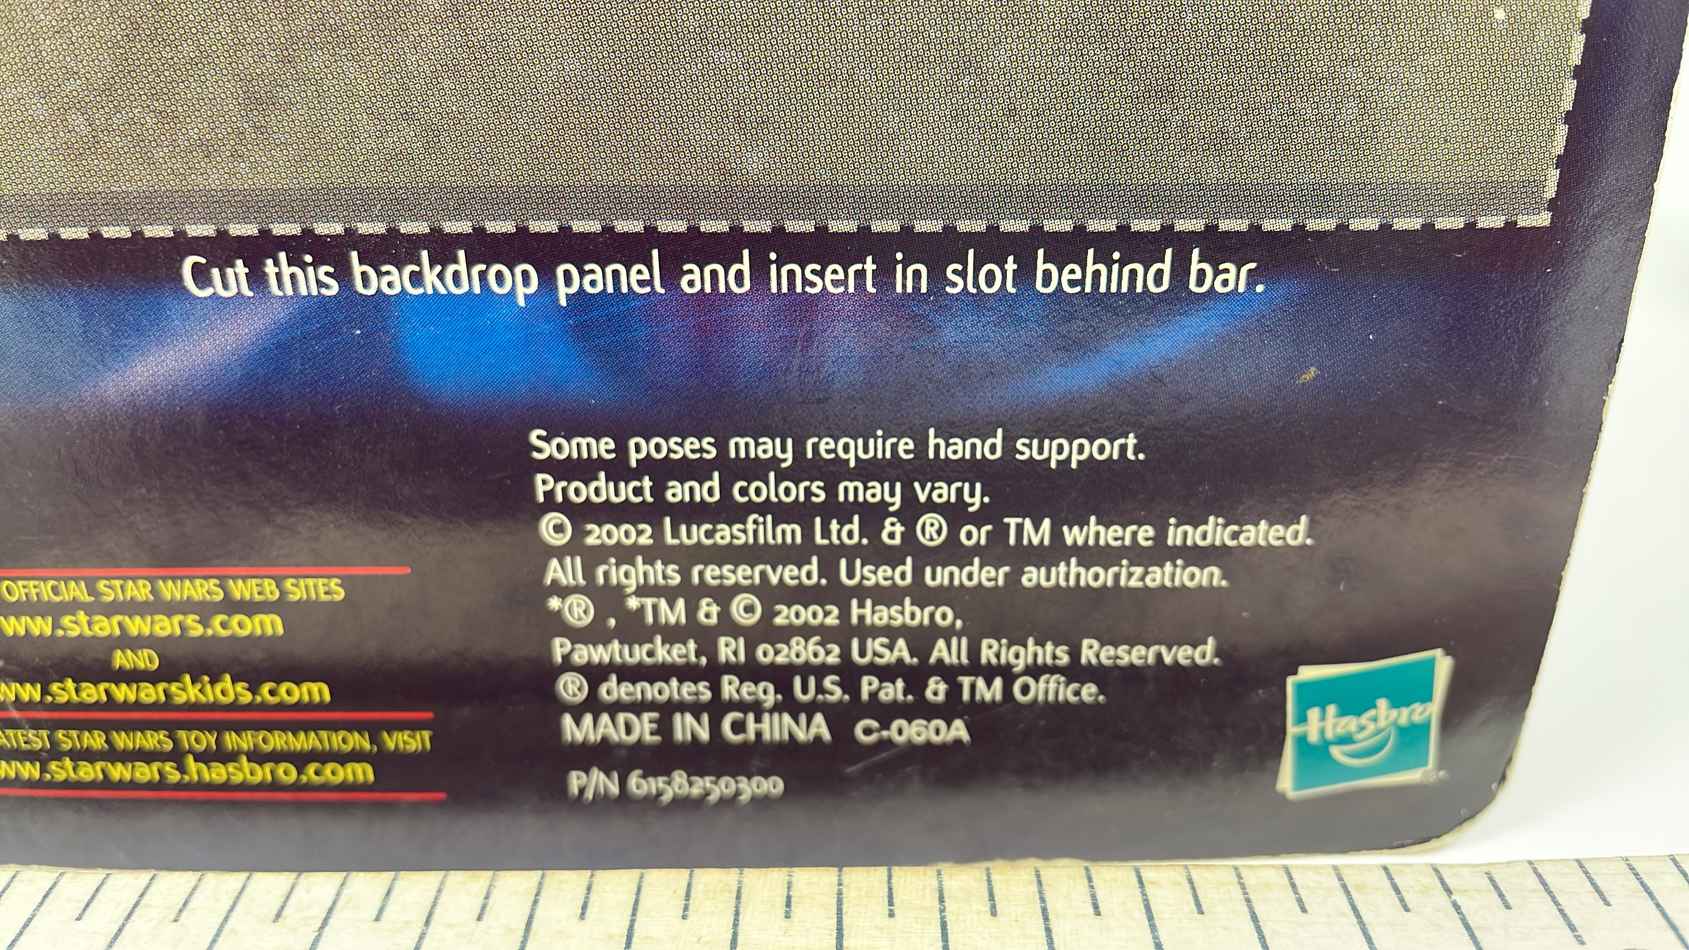 Cut this backdrop panel and insert in slot behind bar.
Some poses may require hand support.
Product and colors may vary.
© 2002 Lucasfilm Ltd. & ® or TM where indicated.
All rights reserved. Used under authorization.
*® , *TM & © 2002 Hasbro,
Pawtucket, RI 02862 USA. All Rights Reserved.
® denotes Reg. U.S. Pat. & TM Office.
MADE IN CHINA C-060A
P/N 6158250300
OFFICIAL STAR WARS WEB SITES
ww.starwars.com
AND
ww.starwarskids.com
ATEST STAR WARS TOY INFORMATION, VISIT
ww.starwars.hasbro.com
Hasbro